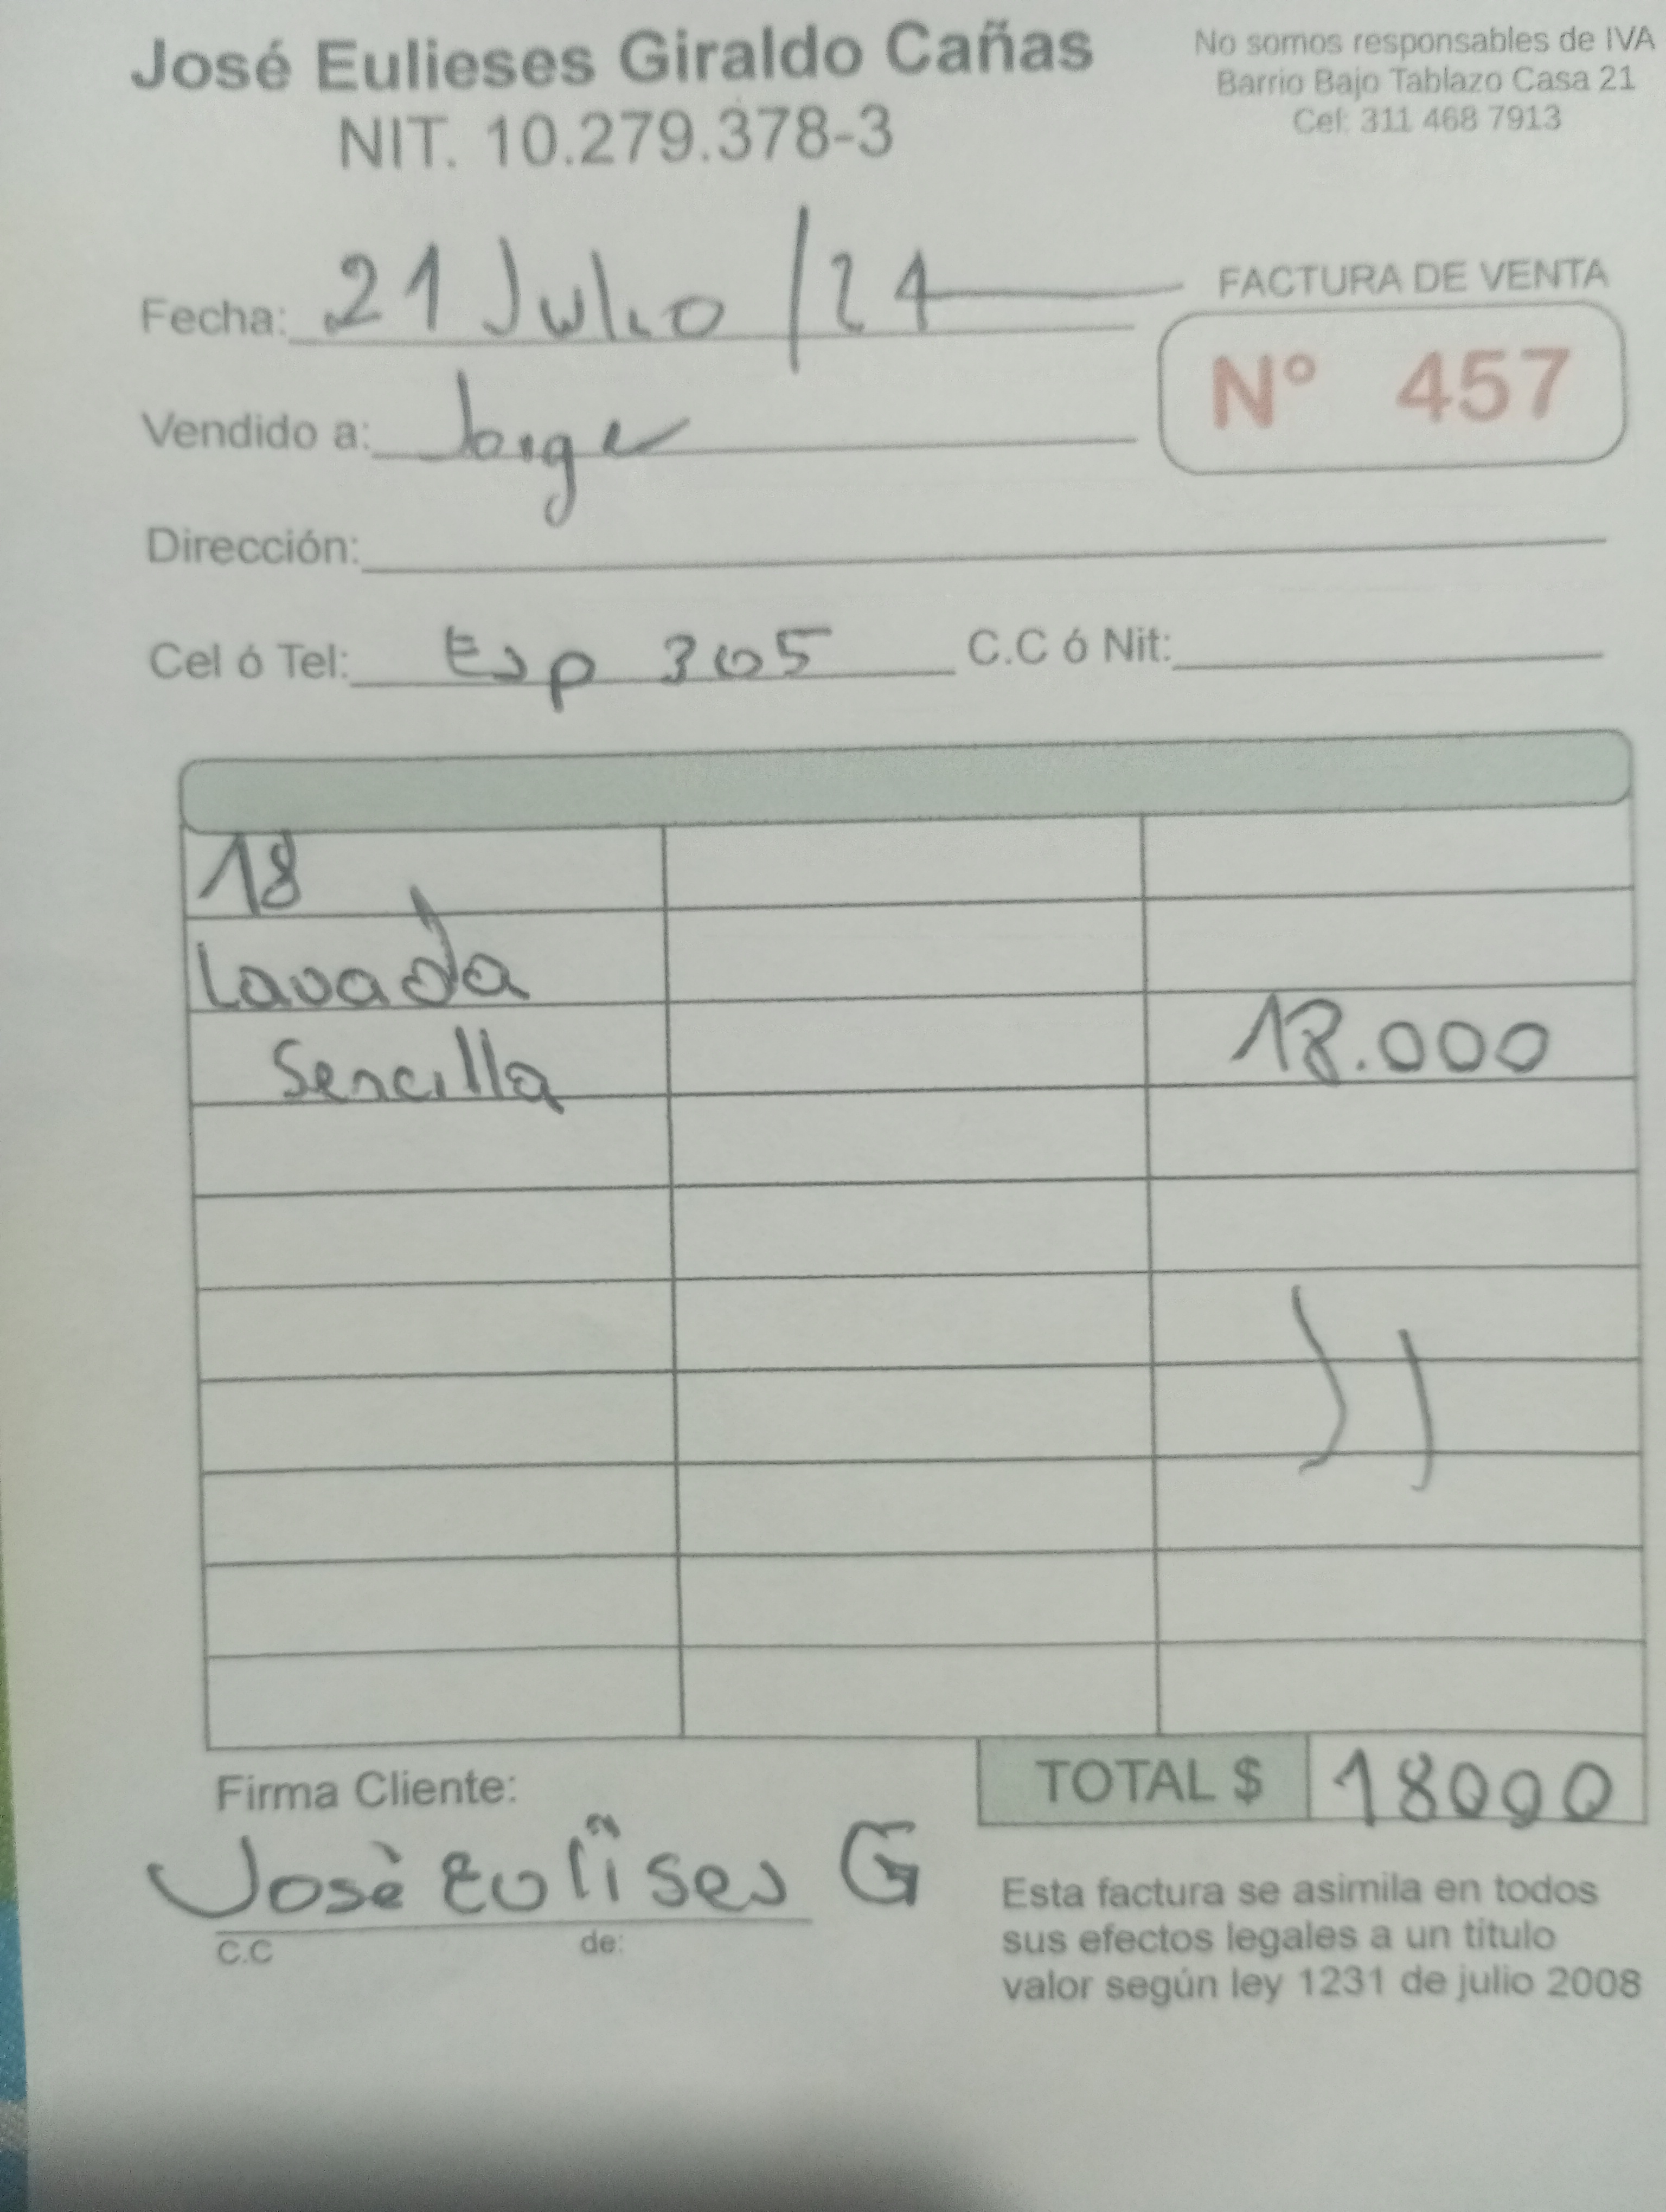 José Eulieses Giraldo Cañas
NIT. 10.279.378-3
No somos responsables de IVA
Barrio Bajo Tablazo Casa 21
Cel: 311 468 7913
Fecha: 21 Julio /24
FACTURA DE VENTA
N° 457
Vendido a: Jorge
Dirección:
Cel ó Tel: Esp 305 C.C ó Nit:
18
Lavada
Sencilla 18.000
TOTAL $ 18000
Firma Cliente:
José Eulises G
C.C de:
Esta factura se asimila en todos
sus efectos legales a un titulo
valor según ley 1231 de julio 2008